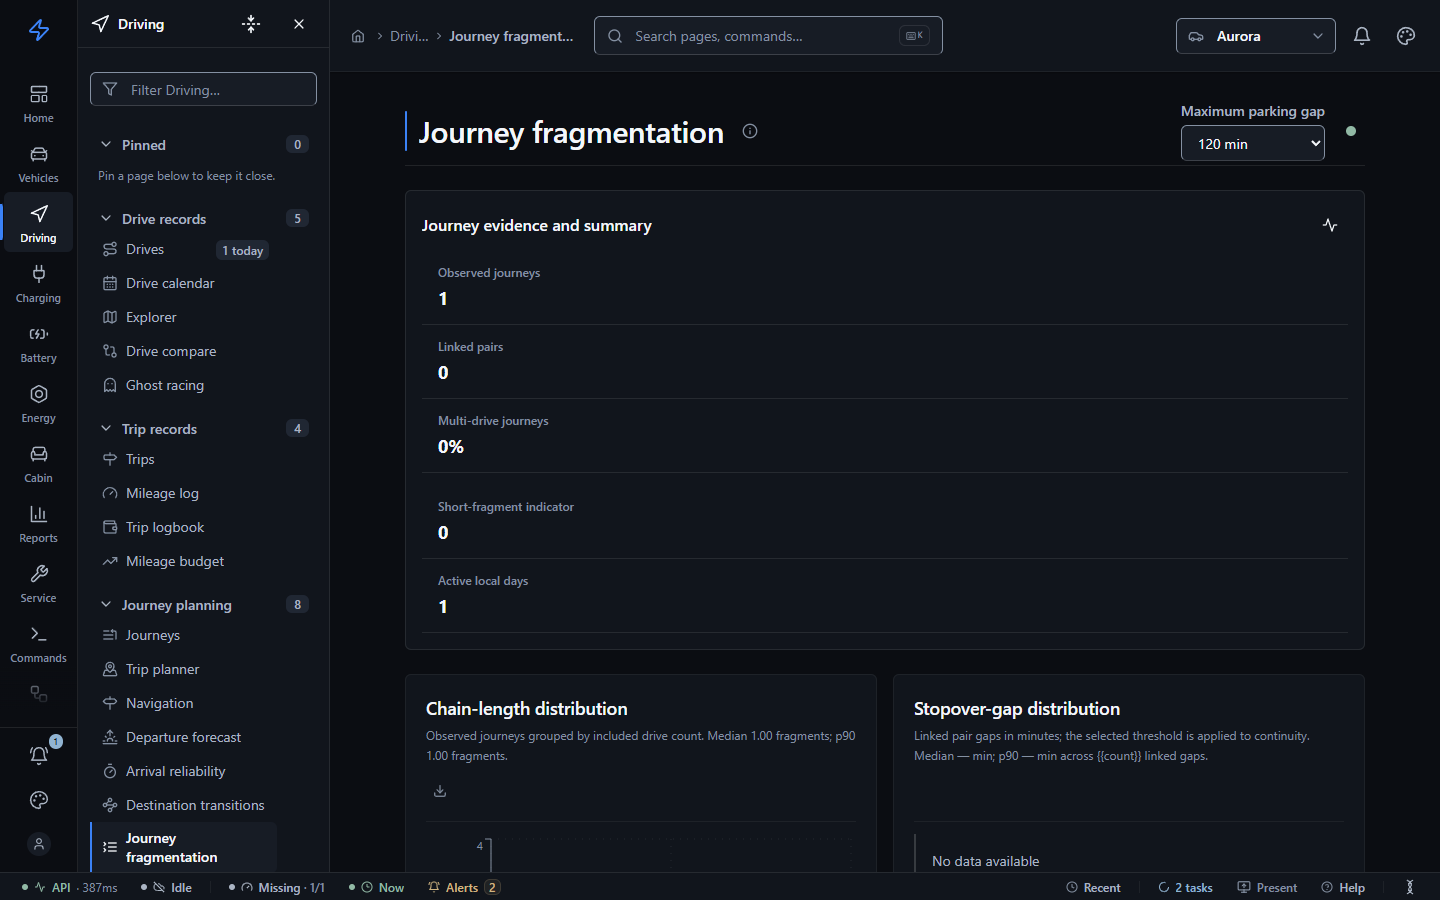 Home
Vehicles
Driving
Charging
Battery
Energy
Cabin
Reports
Service
Commands
1
Driving
Filter Driving...
Pinned 0
Pin a page below to keep it close.
Drive records 5
Drives 1 today
Drive calendar
Explorer
Drive compare
Ghost racing
Trip records 4
Trips
Mileage log
Trip logbook
Mileage budget
Journey planning 8
Journeys
Trip planner
Navigation
Departure forecast
Arrival reliability
Destination transitions
Journey
fragmentation
Drivi... Journey fragment...
Search pages, commands... K
Aurora
Journey fragmentation
Maximum parking gap
120 min
Journey evidence and summary
Observed journeys
1
Linked pairs
0
Multi-drive journeys
0%
Short-fragment indicator
0
Active local days
1
Chain-length distribution
Observed journeys grouped by included drive count. Median 1.00 fragments; p90
1.00 fragments.
4
Stopover-gap distribution
Linked pair gaps in minutes; the selected threshold is applied to continuity.
Median — min; p90 — min across {{count}} linked gaps.
No data available
API · 387ms
Idle
Missing · 1/1
Now
Alerts 2
Recent
2 tasks
Present
Help